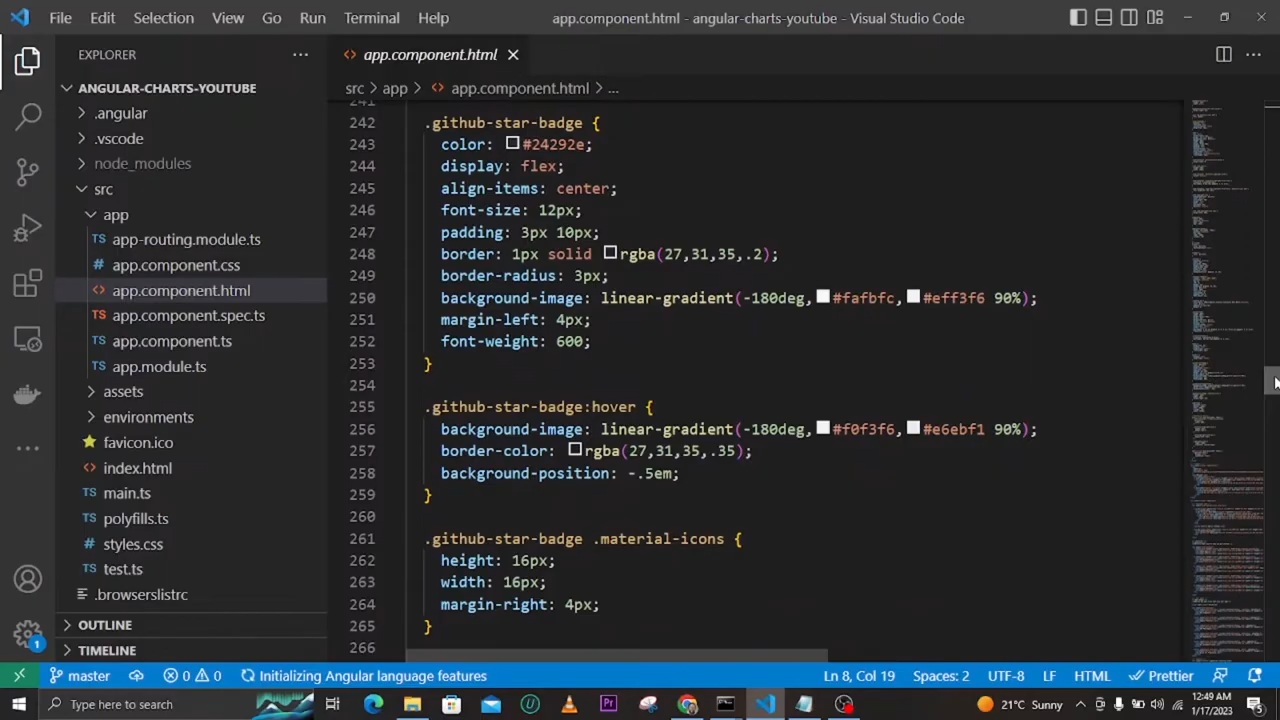 File Edit Selection View Go Run Terminal Help app.component.html - angular-charts-youtube - Visual Studio Code
EXPLORER
ANGULAR-CHARTS-YOUTUBE
.angular
.vscode
node_modules
src
app
TS app-routing.module.ts
# app.component.css
<> app.component.html
TS app.component.spec.ts
TS app.component.ts
TS app.module.ts
assets
environments
favicon.ico
<> index.html
TS main.ts
TS polyfills.ts
# styles.css
TS test.ts
.browserslistrc
OUTLINE
TIMELINE
1
<> app.component.html
src > app > <> app.component.html > ...
241
242 .github-star-badge {
243 color: #24292e;
244 display: flex;
245 align-items: center;
246 font-size: 12px;
247 padding: 3px 10px;
248 border: 1px solid rgba(27,31,35,.2);
249 border-radius: 3px;
250 background-image: linear-gradient(-180deg,#fafbfc,#eff3f6 90%);
251 margin-left: 4px;
252 font-weight: 600;
253 }
254
255 .github-star-badge:hover {
256 background-image: linear-gradient(-180deg,#f0f3f6,#e6ebf1 90%);
257 border-color: rgba(27,31,35,.35);
258 background-position: -.5em;
259 }
260
261 .github-star-badge .material-icons {
262 height: 16px;
263 width: 16px;
264 margin-right: 4px;
265 }
266
master 0 0 Initializing Angular language features Ln 8, Col 19 Spaces: 2 UTF-8 LF HTML Prettier
Type here to search
21°C Sunny
12:49 AM
1/17/2023
5